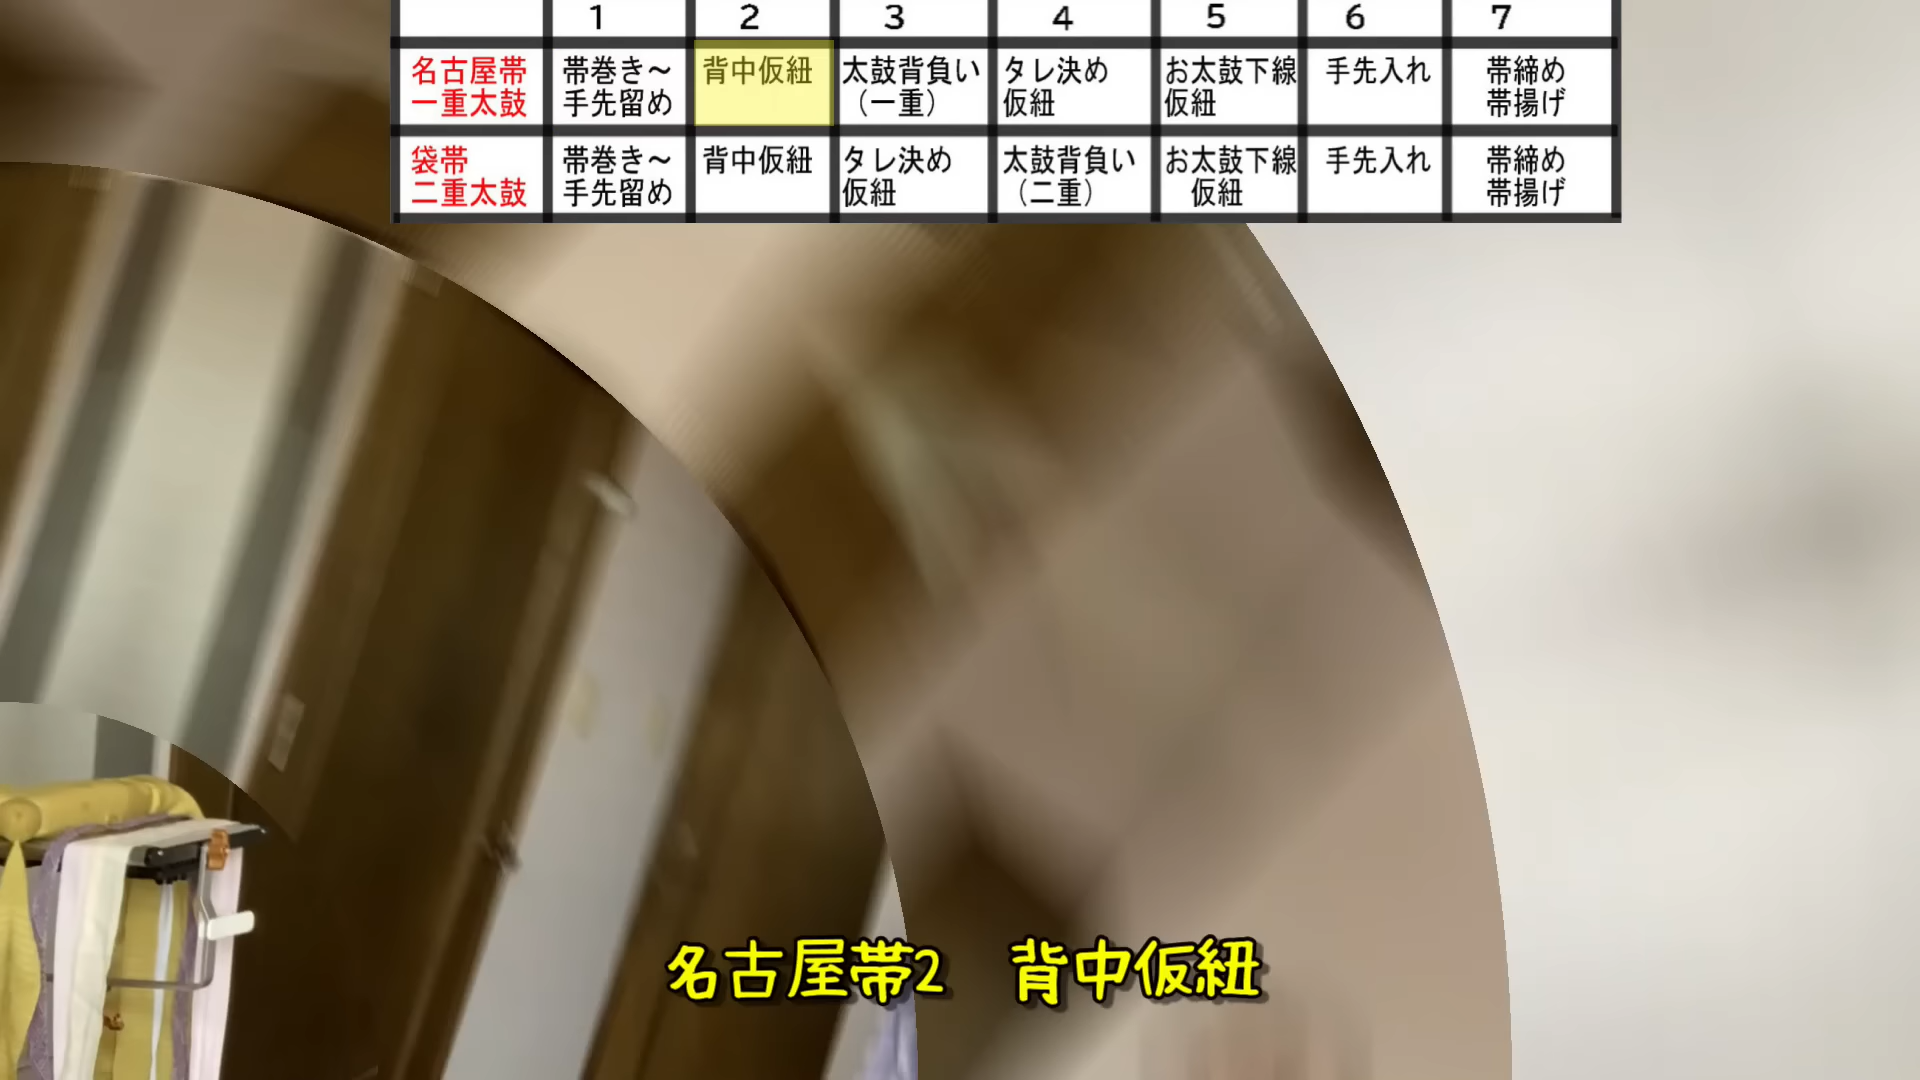 1 2 3 4 5 6 7
名古屋帯 帯巻き～ 背中仮紐 太鼓背負い タレ決め お太鼓下線 手先入れ 帯締め
一重太鼓 手先留め （一重） 仮紐 仮紐 帯揚げ
袋帯 帯巻き～ 背中仮紐 タレ決め 太鼓背負い お太鼓下線 手先入れ 帯締め
二重太鼓 手先留め 仮紐 （二重） 仮紐 帯揚げ
名古屋帯2 背中仮紐